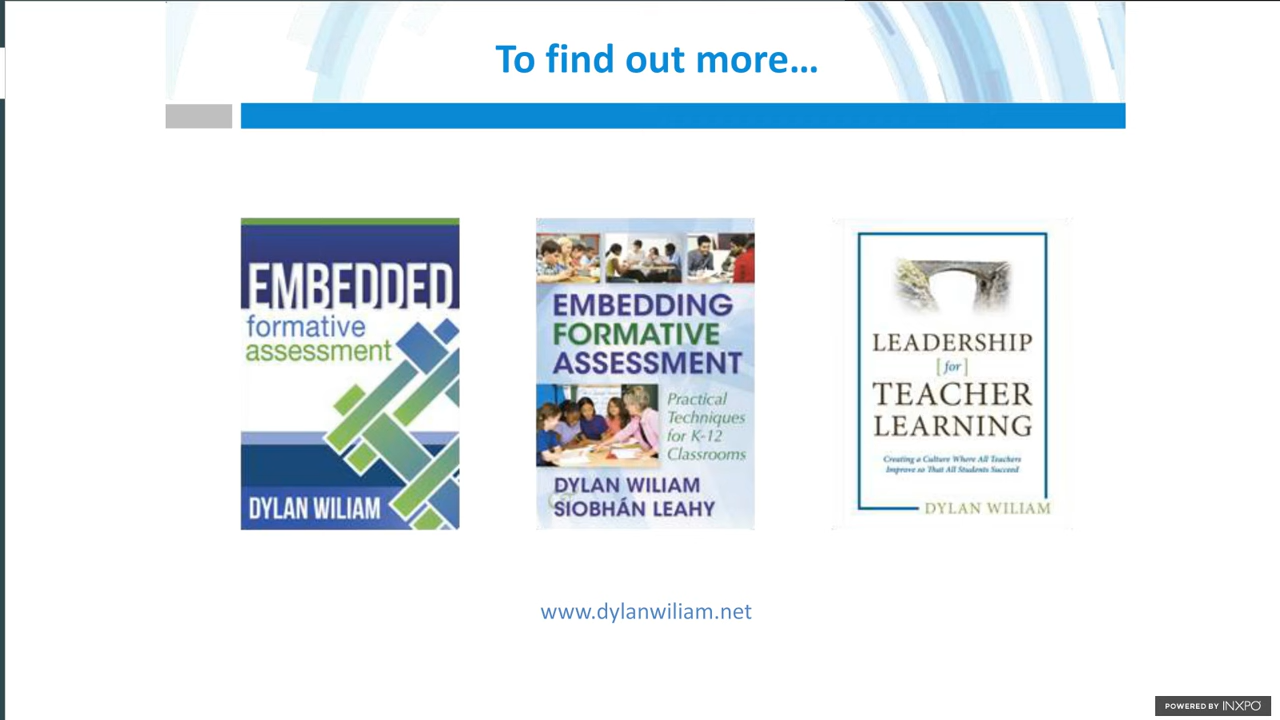 To find out more...
EMBEDDED
formative
assessment
DYLAN WILIAM
EMBEDDING
FORMATIVE
ASSESSMENT
Practical
Techniques
for K-12
Classrooms
DYLAN WILIAM
SIOBHÁN LEAHY
LEADERSHIP
[for]
TEACHER
LEARNING
Creating a Culture Where All Teachers
Improve so That All Students Succeed
DYLAN WILIAM
www.dylanwiliam.net
POWERED BY INXPO